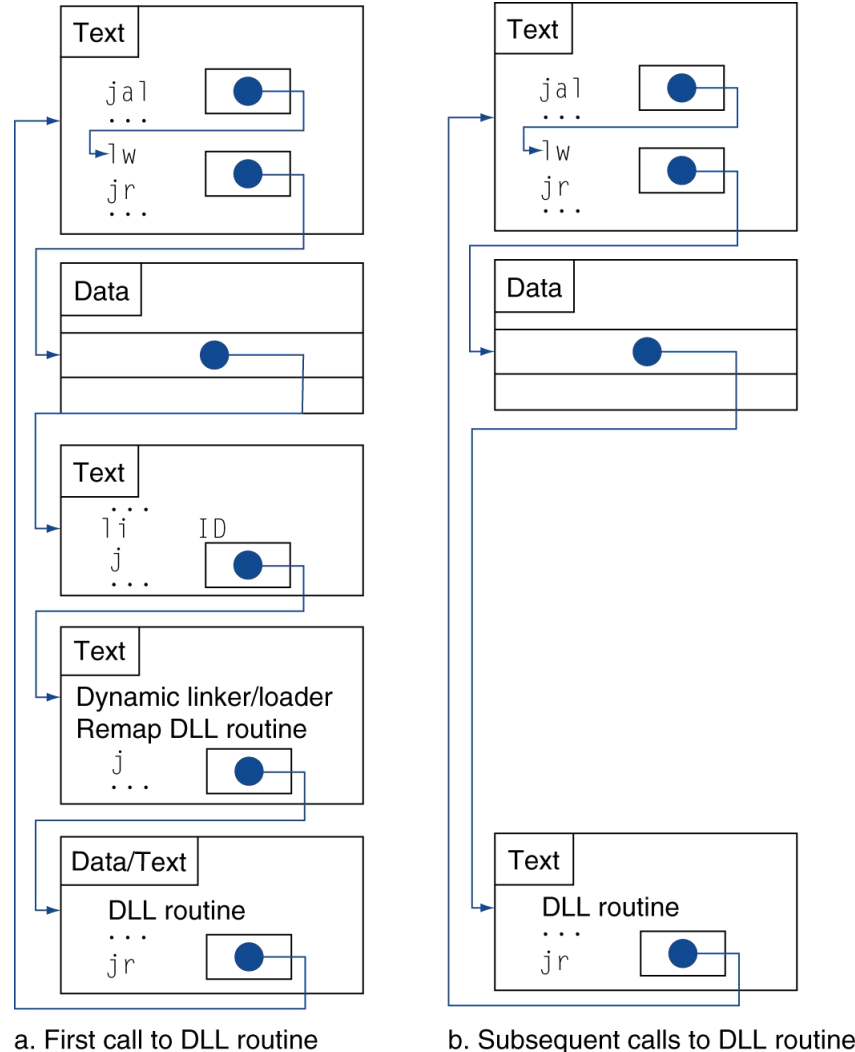 Text
jal
...
lw
jr
...
Data
Text
...
li ID
j
...
Text
Dynamic linker/loader
Remap DLL routine
j
...
Data/Text
DLL routine
...
jr
a. First call to DLL routine
Text
jal
...
lw
jr
...
Data
Text
DLL routine
...
jr
b. Subsequent calls to DLL routine